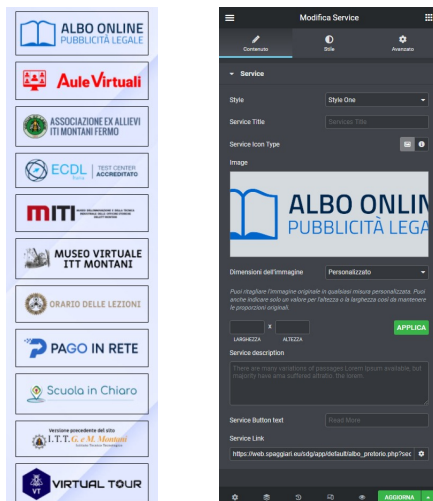 ALBO ONLINE
PUBBLICITÀ LEGALE
Aule Virtuali
ASSOCIAZIONE EX ALLIEVI
ITI MONTANI FERMO
ECDL
TEST CENTER
ACCREDITATO
MITI
MUSEO VIRTUALE
ITT MONTANI
ORARIO DELLE LEZIONI
PAGO IN RETE
Scuola in Chiaro
Versione precedente del sito
I.T.T. G. e M. Montani
VIRTUAL TOUR
VT
Modifica Service
Contenuto
Stile
Avanzato
Service
Style
Style One
Service Title
Services Title
Service Icon Type
Image
ALBO ONLIN
PUBBLICITÀ LEGA
Dimensioni dell'immagine
Personalizzato
Puoi ritagliare l'immagine originale in qualsiasi misura personalizzata. Puoi
anche indicare solo un valore per l'altezza o la larghezza così da mantenere
le proporzioni originali.
X
APPLICA
LARGHEZZA
ALTEZZA
Service description
There are many variations of passages Lorem Ipsum available, but
majority have
suffered
the lorem.
Service Button text
Read More
Service Link
https://web.spaggiari.eu/sdg/app/default/albo_pretorio.php?sec
AGGIORNA